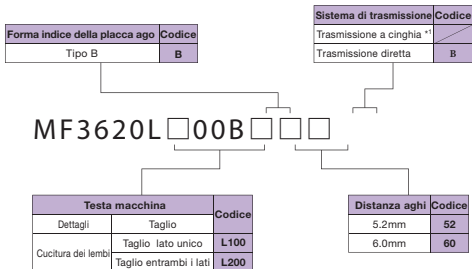 Sistema di trasmissione Codice
Trasmissione a cinghia *1
Trasmissione diretta B
Forma indice della placca ago Codice
Tipo B B
MF3620L□00B□□□
Testa macchina Codice
Dettagli Taglio
Cucitura dei lembi Taglio lato unico L100
Taglio entrambi i lati L200
Distanza aghi Codice
5.2mm 52
6.0mm 60